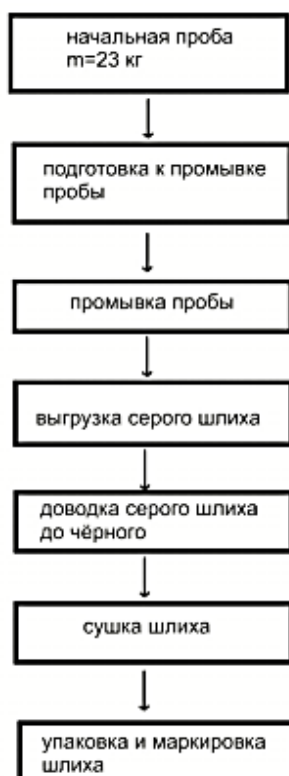 начальная проба
m=23 кг
подготовка к промывке
пробы
промывка пробы
выгрузка серого шлиха
доводка серого шлиха
до чёрного
сушка шлиха
упаковка и маркировка
шлиха